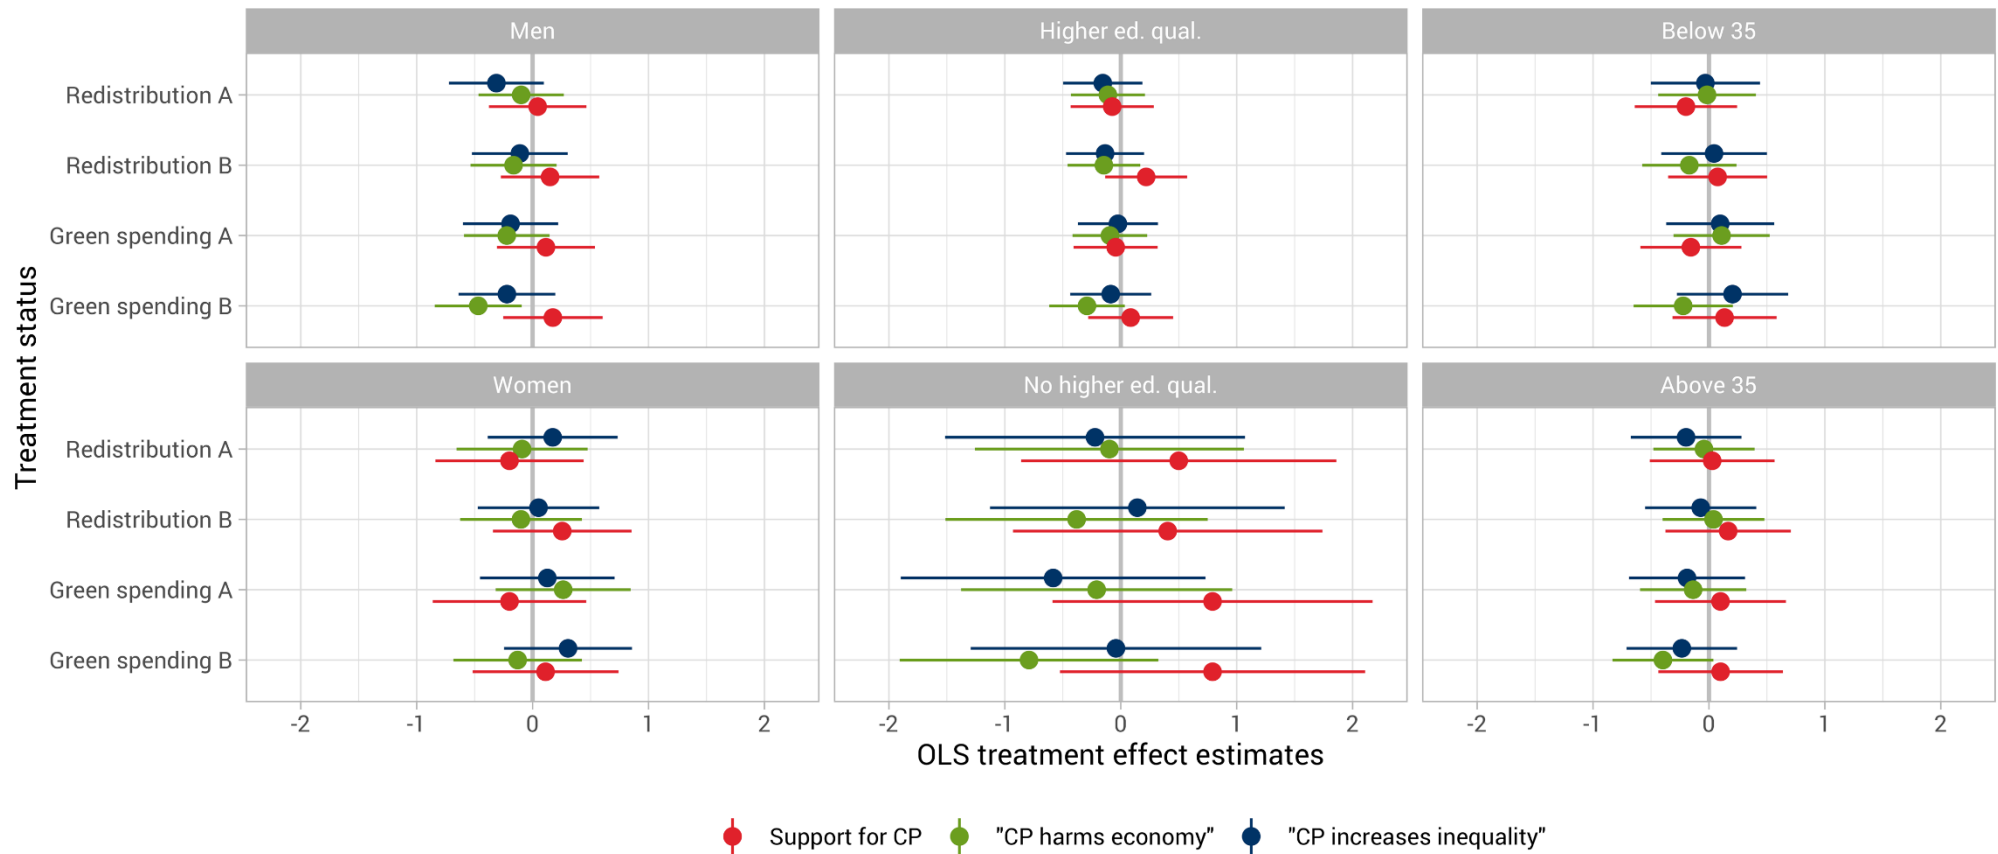 Men
Higher ed. qual.
Below 35
Redistribution A
Redistribution B
Green spending A
Green spending B
Treatment status
Women
No higher ed. qual.
Above 35
Redistribution A
Redistribution B
Green spending A
Green spending B
-2 -1 0 1 2
-2 -1 0 1 2
-2 -1 0 1 2
OLS treatment effect estimates
Support for CP "CP harms economy" "CP increases inequality"